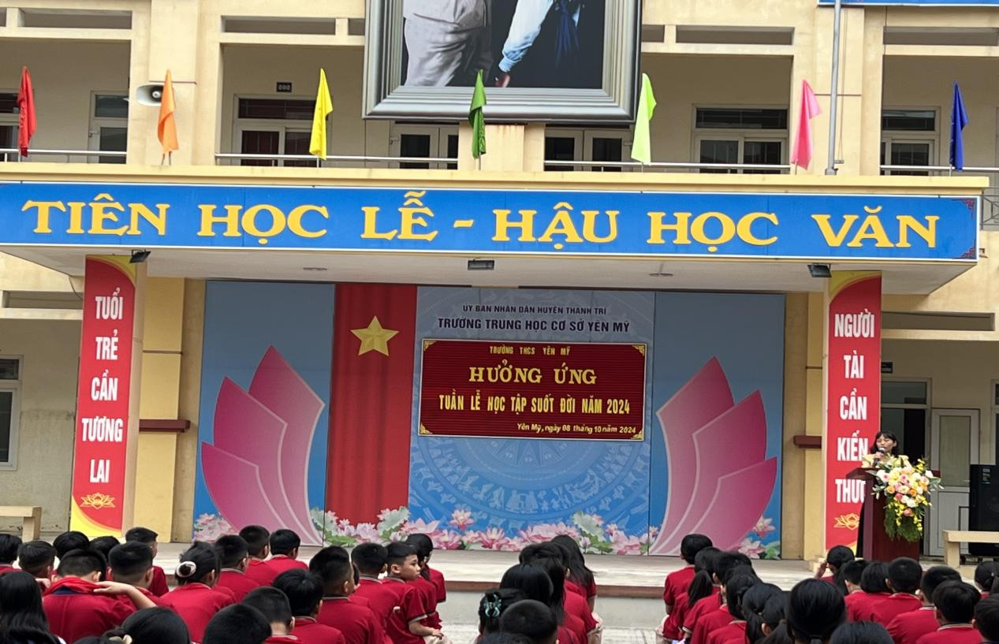 TIÊN HỌC LỄ - HẬU HỌC VĂN
TUỔI
TRẺ
CẦN
TƯƠNG
LAI
ỦY BAN NHÂN DÂN HUYỆN THANH TRÌ
TRƯỜNG TRUNG HỌC CƠ SỞ YÊN MỸ
TRƯỜNG THCS YÊN MỸ
HƯỞNG ỨNG
TUẦN LỄ HỌC TẬP SUỐT ĐỜI NĂM 2024
Yên Mỹ, ngày 08 tháng 10 năm 2024
NGƯỜI
TÀI
CẦN
KIẾN
THỨC